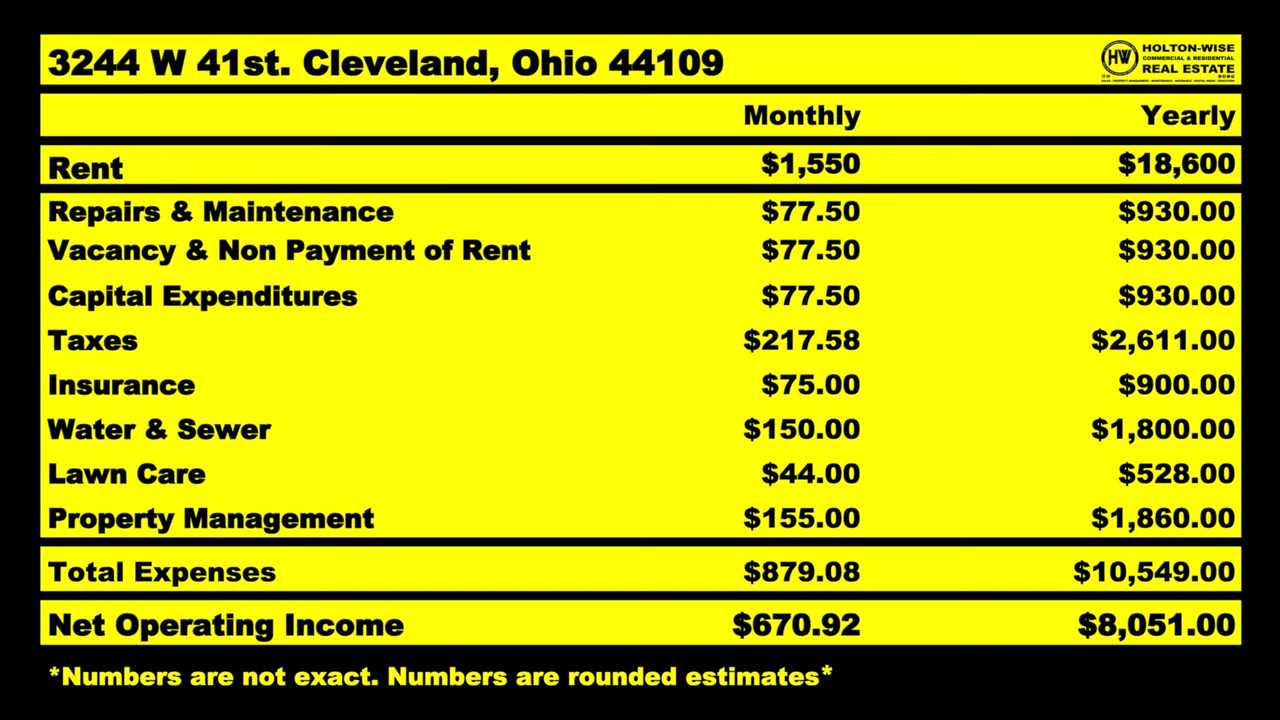 3244 W 41st. Cleveland, Ohio 44109
HW
HOLTON-WISE
COMMERCIAL & RESIDENTIAL
REAL ESTATE
Monthly Yearly
Rent $1,550 $18,600
Repairs & Maintenance $77.50 $930.00
Vacancy & Non Payment of Rent $77.50 $930.00
Capital Expenditures $77.50 $930.00
Taxes $217.58 $2,611.00
Insurance $75.00 $900.00
Water & Sewer $150.00 $1,800.00
Lawn Care $44.00 $528.00
Property Management $155.00 $1,860.00
Total Expenses $879.08 $10,549.00
Net Operating Income $670.92 $8,051.00
*Numbers are not exact. Numbers are rounded estimates*